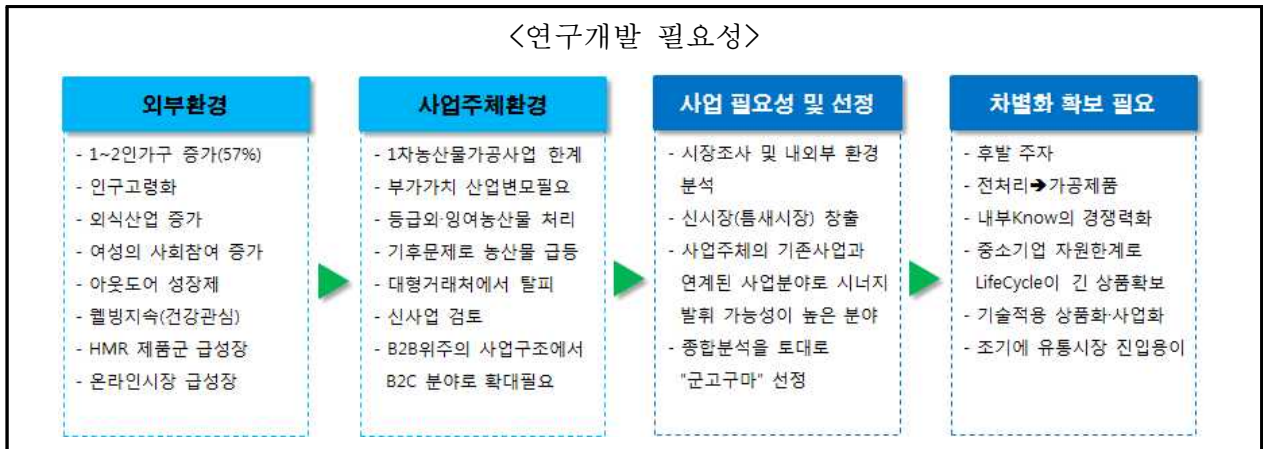 <연구개발 필요성>
외부환경
- 1~2인가구 증가(57%)
- 인구고령화
- 외식산업 증가
- 여성의 사회참여 증가
- 아웃도어 성장제
- 웰빙지속(건강관심)
- HMR 제품군 급성장
- 온라인시장 급성장
사업주체환경
- 1차농산물가공사업 한계
- 부가가치 산업변모필요
- 등급외·잉여농산물 처리
- 기후문제로 농산물 급등
- 대형거래처에서 탈피
- 신사업 검토
- B2B위주의 사업구조에서
B2C 분야로 확대필요
사업 필요성 및 선정
- 시장조사 및 내외부 환경
분석
- 신시장(틈새시장) 창출
- 사업주체의 기존사업과
연계된 사업분야로 시너지
발휘 가능성이 높은 분야
- 종합분석을 토대로
"군고구마" 선정
차별화 확보 필요
- 후발 주자
- 전처리➔가공제품
- 내부Know의 경쟁력화
- 중소기업 자원한계로
LifeCycle이 긴 상품확보
- 기술적용 상품화·사업화
- 조기에 유통시장 진입용이